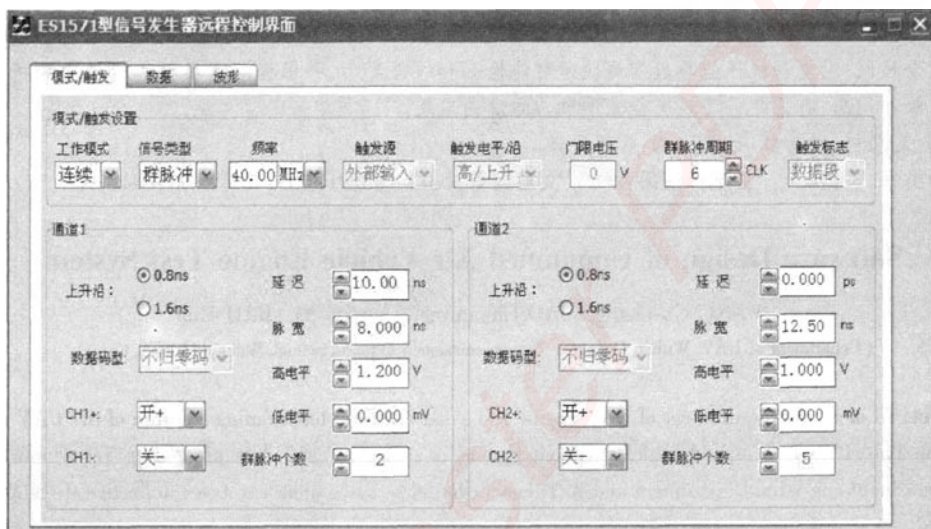 ES1571型信号发生器远程控制界面
模式/触发 数据 波形
模式/触发设置
工作模式 信号类型 频率 触发源 触发电平/沿 门限电压 群脉冲周期 触发标志
连续 群脉冲 40.00 MHz 外部输入 高/上升 0 V 6 CLK 数据段
通道1
上升沿: 0.8ns
1.6ns
延迟 10.00 ns
脉宽 8.000 ns
数据码型: 不归零码
高电平 1.200 V
CH1+: 开+ 低电平 0.000 mV
CH1-: 关- 群脉冲个数 2
通道2
上升沿: 0.8ns
1.6ns
延迟 0.000 ps
脉宽 12.50 ns
数据码型: 不归零码
高电平 1.000 V
CH2+: 开+ 低电平 0.000 mV
CH2-: 关- 群脉冲个数 5